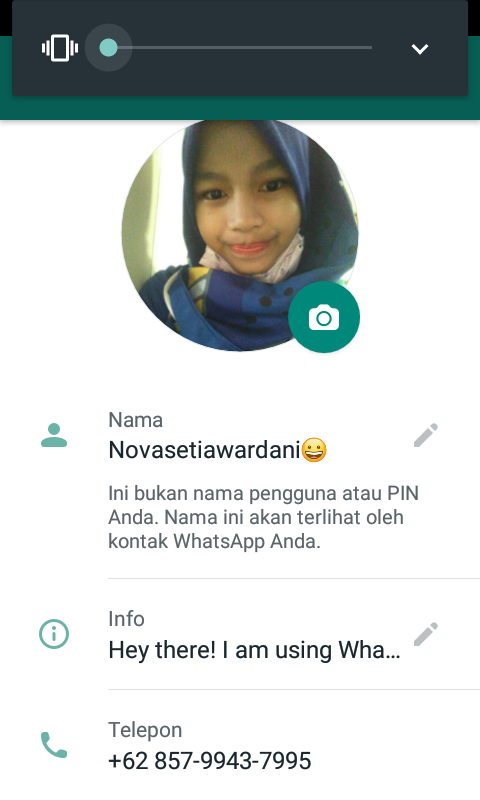 Nama
Novasetiawardani😀
Ini bukan nama pengguna atau PIN
Anda. Nama ini akan terlihat oleh
kontak WhatsApp Anda.
Info
Hey there! I am using Wha...
Telepon
+62 857-9943-7995